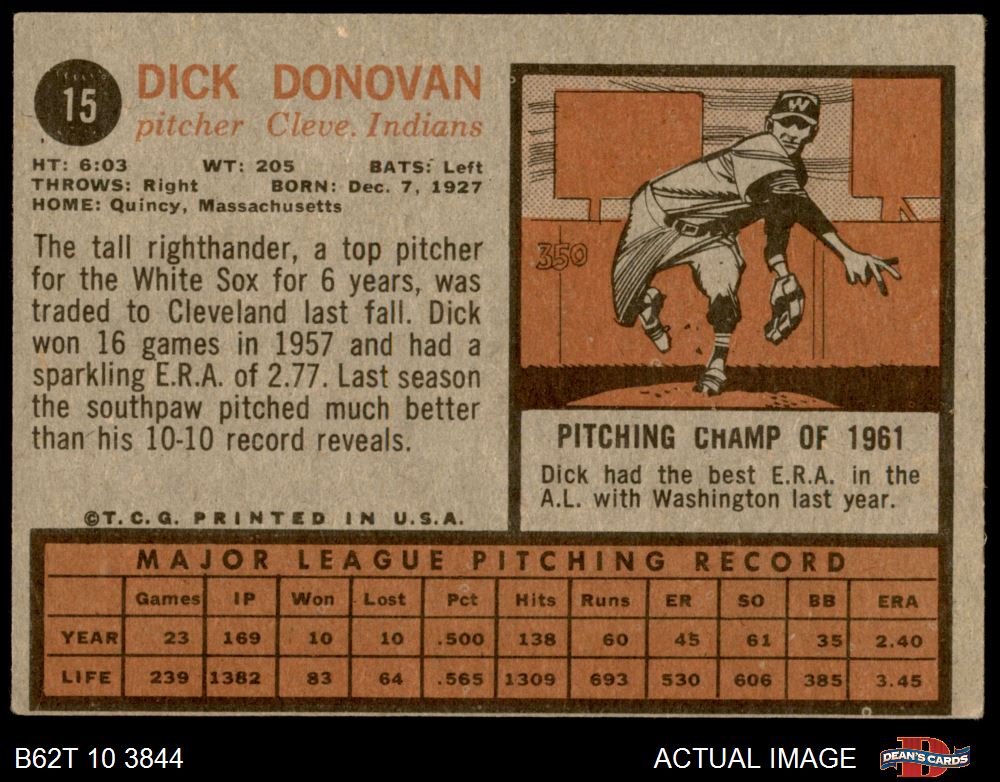 15
DICK DONOVAN
pitcher Cleve. Indians
HT: 6:03 WT: 205 BATS: Left
THROWS: Right BORN: Dec. 7, 1927
HOME: Quincy, Massachusetts
The tall righthander, a top pitcher
for the White Sox for 6 years, was
traded to Cleveland last fall. Dick
won 16 games in 1957 and had a
sparkling E.R.A. of 2.77. Last season
the southpaw pitched much better
than his 10-10 record reveals.
©T.C.G. PRINTED IN U.S.A.
W
350
PITCHING CHAMP OF 1961
Dick had the best E.R.A. in the
A.L. with Washington last year.
MAJOR LEAGUE PITCHING RECORD
Games IP Won Lost Pct Hits Runs ER SO BB ERA
YEAR 23 169 10 10 .500 138 60 45 61 35 2.40
LIFE 239 1382 83 64 .565 1309 693 530 606 385 3.45
B62T 10 3844
ACTUAL IMAGE
DEAN'S CARDS